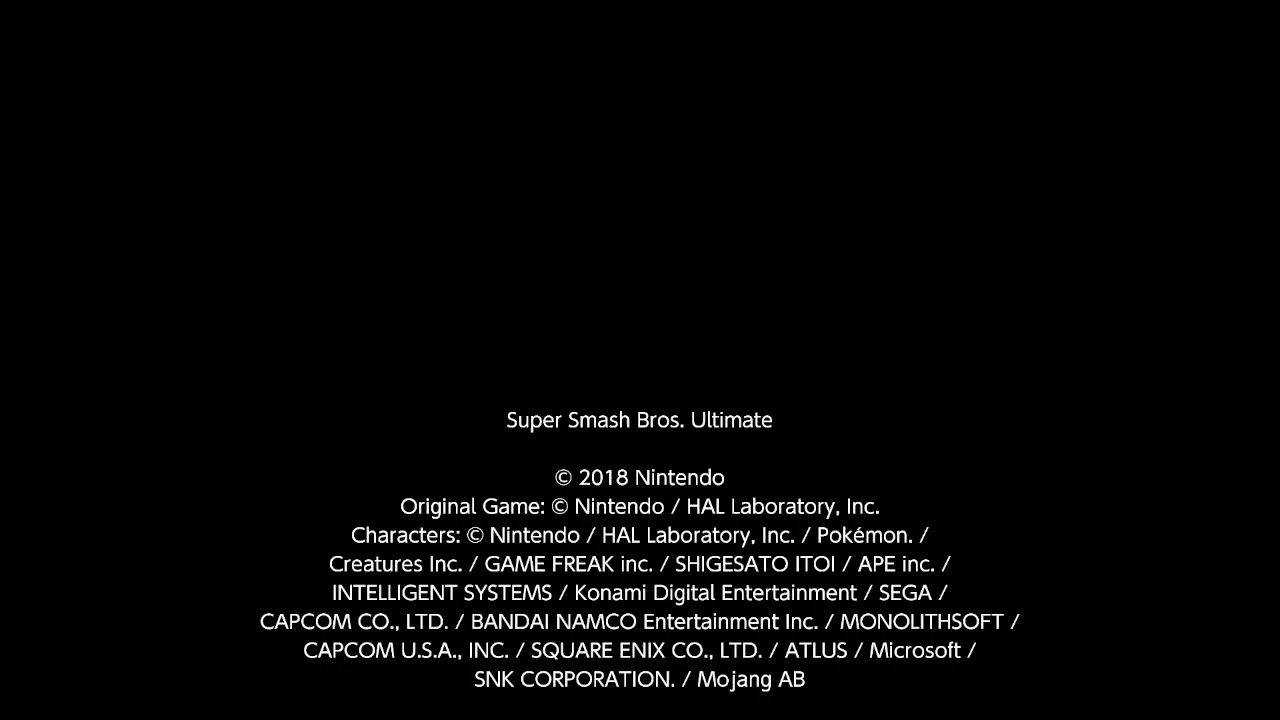 Super Smash Bros. Ultimate
© 2018 Nintendo
Original Game: © Nintendo / HAL Laboratory, Inc.
Characters: © Nintendo / HAL Laboratory, Inc. / Pokémon. /
Creatures Inc. / GAME FREAK inc. / SHIGESATO ITOI / APE inc. /
INTELLIGENT SYSTEMS / Konami Digital Entertainment / SEGA /
CAPCOM CO., LTD. / BANDAI NAMCO Entertainment Inc. / MONOLITHSOFT /
CAPCOM U.S.A., INC. / SQUARE ENIX CO., LTD. / ATLUS / Microsoft /
SNK CORPORATION. / Mojang AB